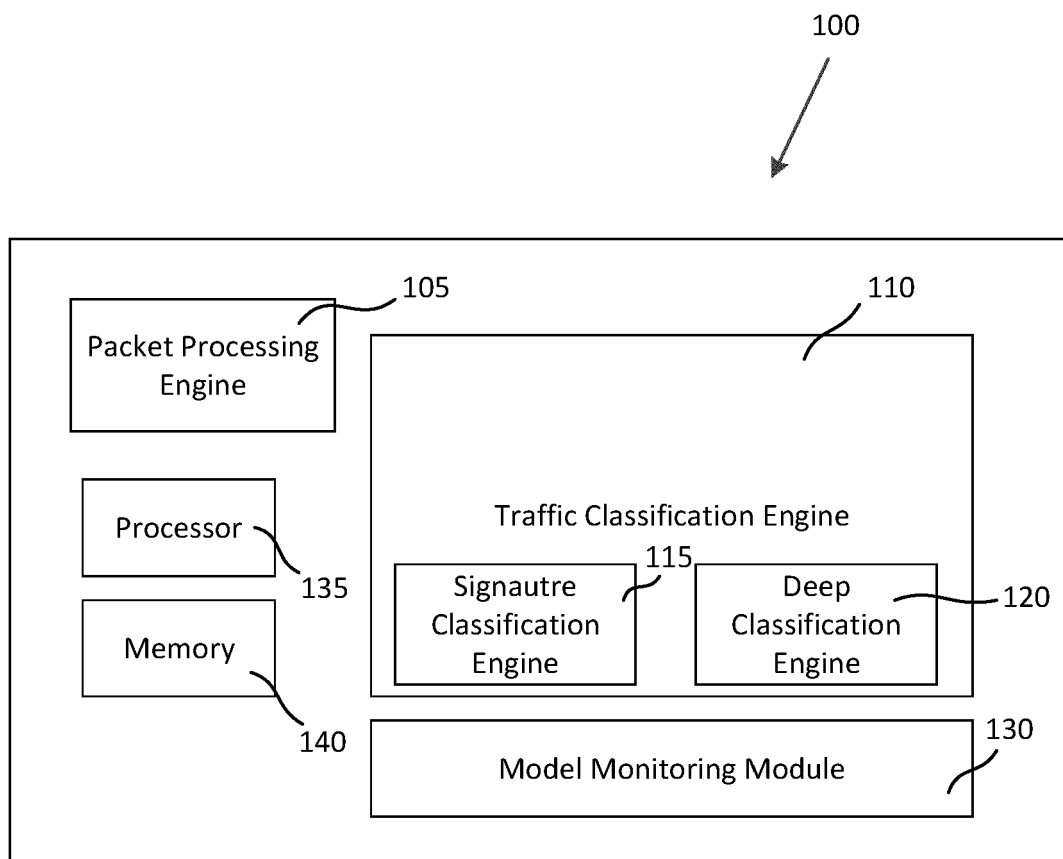 100
105
110
Packet Processing
Engine
Traffic Classification Engine
Processor
135
115
Signautre
Classification
Engine
Deep
Classification
Engine
120
Memory
140
130
Model Monitoring Module